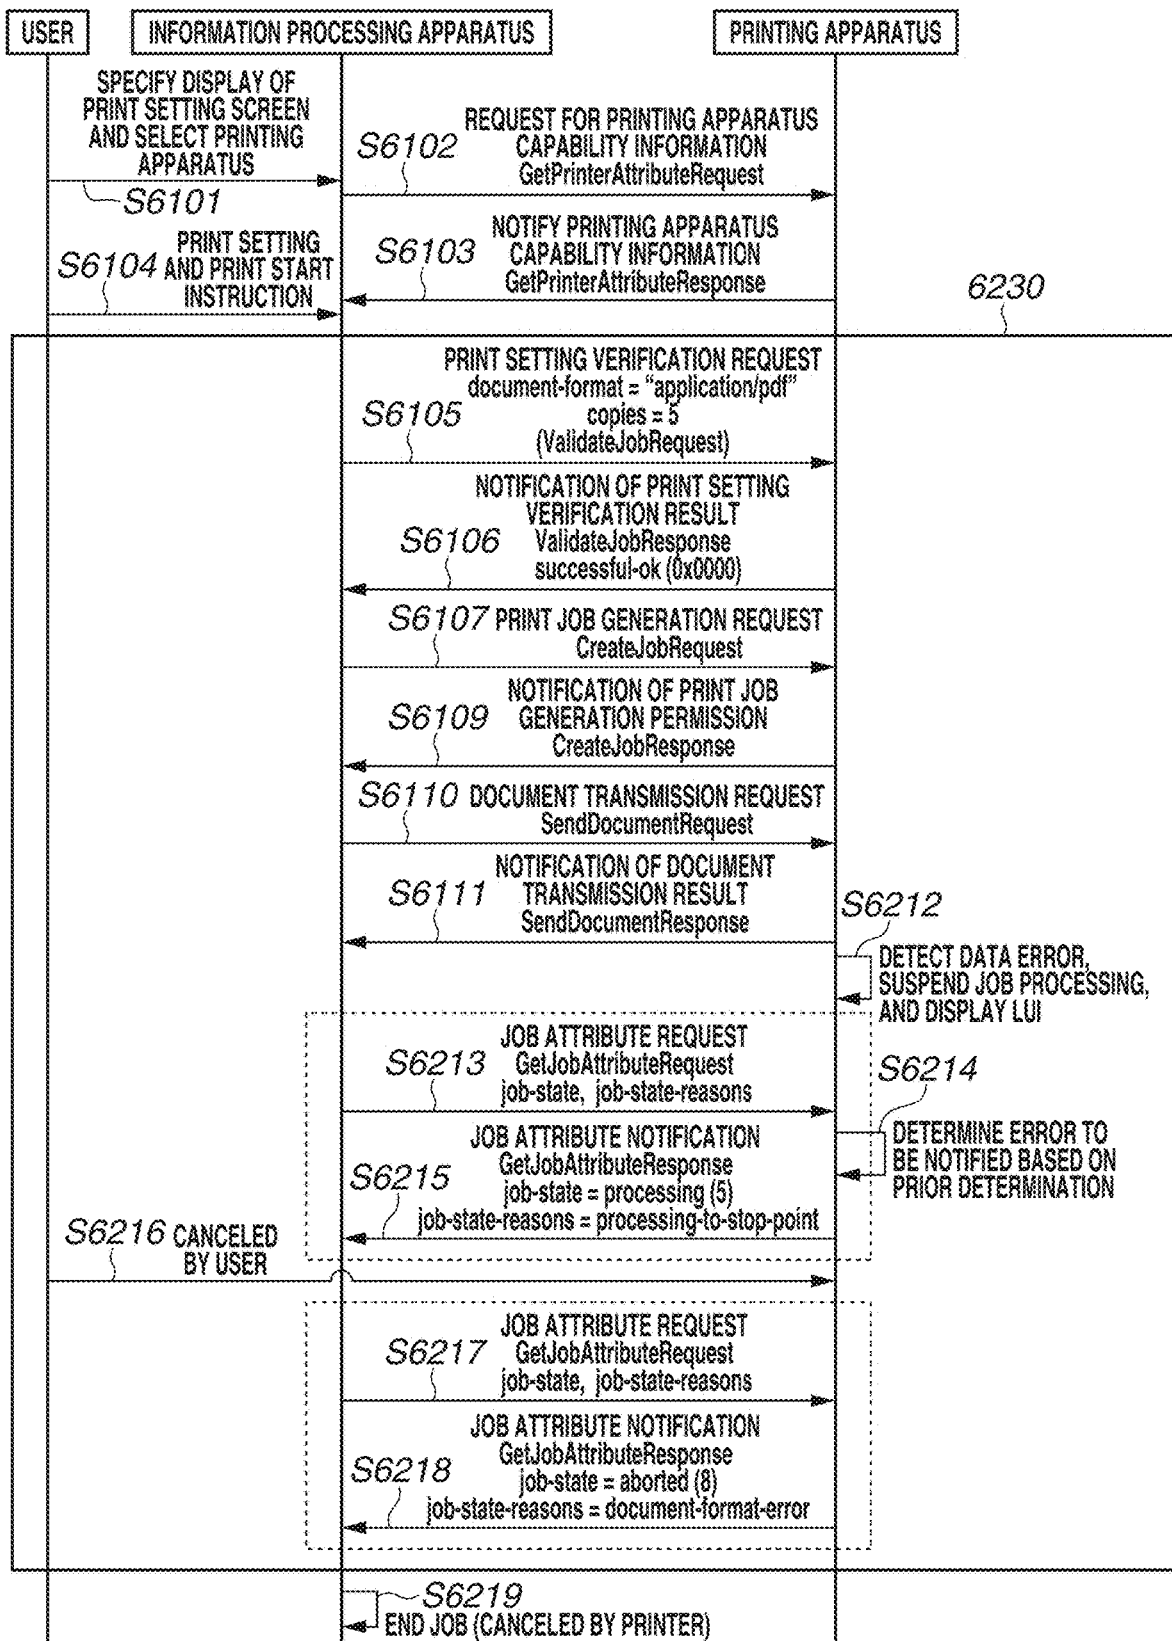 USER
INFORMATION PROCESSING APPARATUS
PRINTING APPARATUS
SPECIFY DISPLAY OF
PRINT SETTING SCREEN
AND SELECT PRINTING
APPARATUS
S6101
S6102
REQUEST FOR PRINTING APPARATUS
CAPABILITY INFORMATION
GetPrinterAttributeRequest
S6103
NOTIFY PRINTING APPARATUS
CAPABILITY INFORMATION
GetPrinterAttributeResponse
S6104
PRINT SETTING
AND PRINT START
INSTRUCTION
6230
S6105
PRINT SETTING VERIFICATION REQUEST
document-format = “application/pdf”
copies = 5
(ValidateJobRequest)
S6106
NOTIFICATION OF PRINT SETTING
VERIFICATION RESULT
ValidateJobResponse
successful-ok (0x0000)
S6107
PRINT JOB GENERATION REQUEST
CreateJobRequest
S6109
NOTIFICATION OF PRINT JOB
GENERATION PERMISSION
CreateJobResponse
S6110
DOCUMENT TRANSMISSION REQUEST
SendDocumentRequest
S6111
NOTIFICATION OF DOCUMENT
TRANSMISSION RESULT
SendDocumentResponse
S6212
DETECT DATA ERROR,
SUSPEND JOB PROCESSING,
AND DISPLAY LUI
S6213
JOB ATTRIBUTE REQUEST
GetJobAttributeRequest
job-state, job-state-reasons
S6214
DETERMINE ERROR TO
BE NOTIFIED BASED ON
PRIOR DETERMINATION
S6215
JOB ATTRIBUTE NOTIFICATION
GetJobAttributeResponse
job-state = processing (5)
job-state-reasons = processing-to-stop-point
S6216
CANCELED
BY USER
S6217
JOB ATTRIBUTE REQUEST
GetJobAttributeRequest
job-state, job-state-reasons
S6218
JOB ATTRIBUTE NOTIFICATION
GetJobAttributeResponse
job-state = aborted (8)
job-state-reasons = document-format-error
S6219
END JOB (CANCELED BY PRINTER)